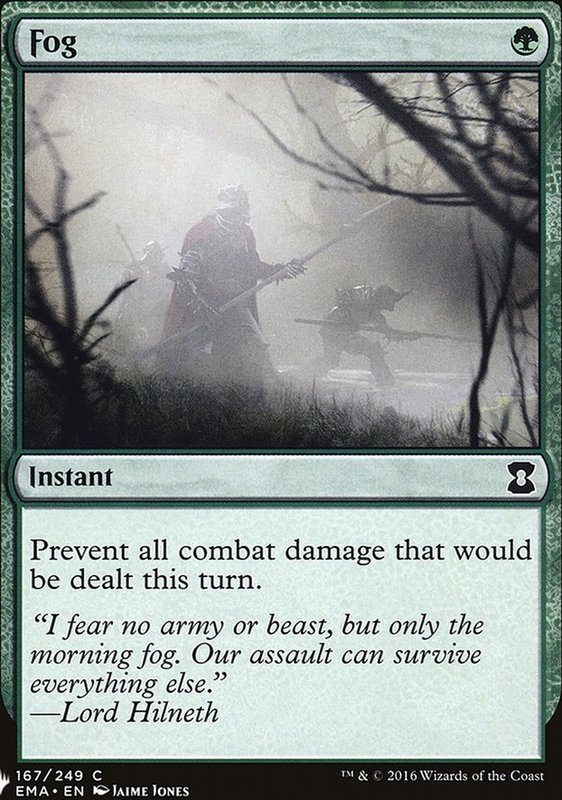 Fog
Instant
Prevent all combat damage that would
be dealt this turn.
“I fear no army or beast, but only the
morning fog. Our assault can survive
everything else.”
—Lord Hilneth
167/249 C
EMA • EN Jaime Jones
™ & © 2016 Wizards of the Coast